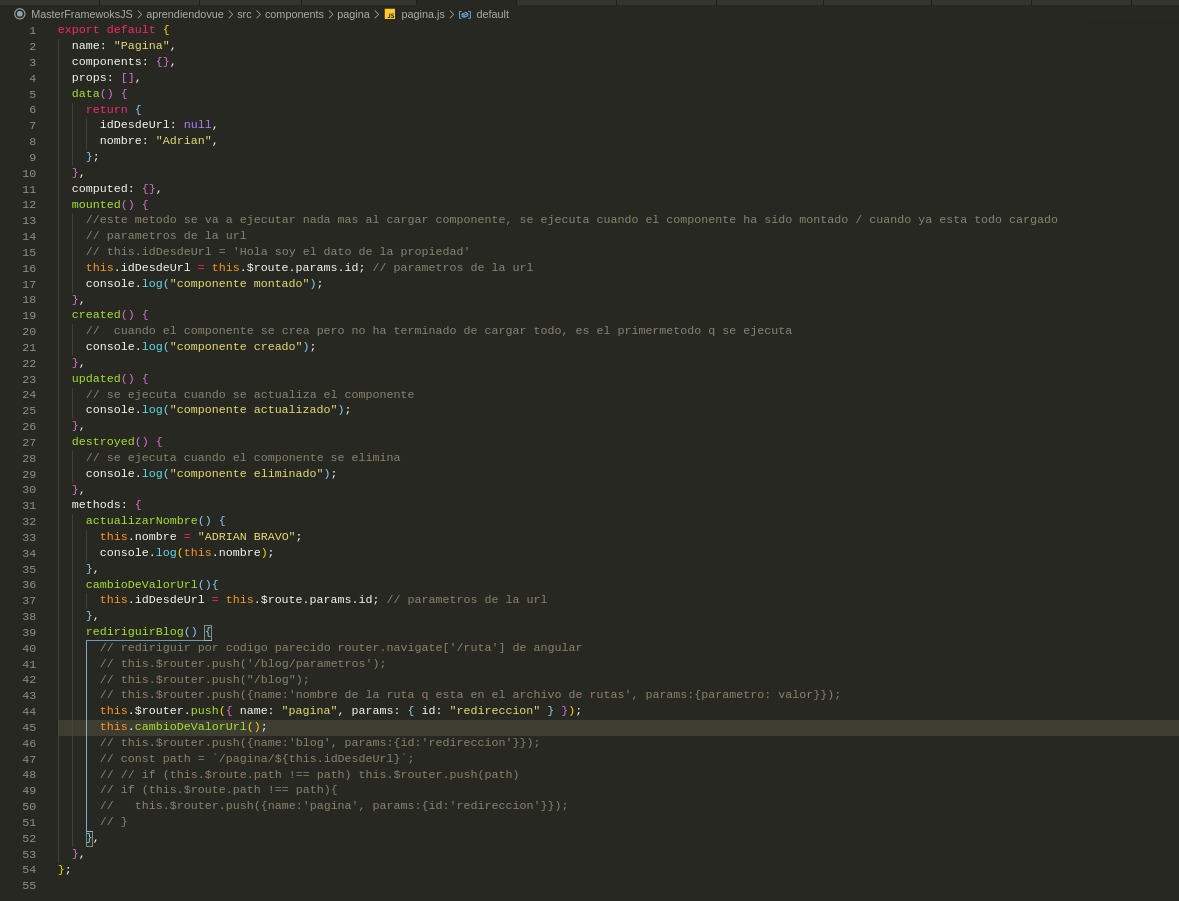 MasterFramewoksJS > aprendiendovue > src > components > pagina > JS pagina.js > default
1 export default {
2 name: "Pagina",
3 components: {},
4 props: [],
5 data() {
6 return {
7 idDesdeUrl: null,
8 nombre: "Adrian",
9 };
10 },
11 computed: {},
12 mounted() {
13 //este metodo se va a ejecutar nada mas al cargar componente, se ejecuta cuando el componente ha sido montado / cuando ya esta todo cargado
14 // parametros de la url
15 // this.idDesdeUrl = 'Hola soy el dato de la propiedad'
16 this.idDesdeUrl = this.$route.params.id; // parametros de la url
17 console.log("componente montado");
18 },
19 created() {
20 //  cuando el componente se crea pero no ha terminado de cargar todo, es el primermetodo q se ejecuta
21 console.log("componente creado");
22 },
23 updated() {
24 // se ejecuta cuando se actualiza el componente
25 console.log("componente actualizado");
26 },
27 destroyed() {
28 // se ejecuta cuando el componente se elimina
29 console.log("componente eliminado");
30 },
31 methods: {
32 actualizarNombre() {
33 this.nombre = "ADRIAN BRAVO";
34 console.log(this.nombre);
35 },
36 cambioDeValorUrl(){
37 this.idDesdeUrl = this.$route.params.id; // parametros de la url
38 },
39 rediriguirBlog() {
40 // rediriguir por codigo parecido router.navigate['/ruta'] de angular
41 // this.$router.push('/blog/parametros');
42 // this.$router.push("/blog");
43 // this.$router.push({name:'nombre de la ruta q esta en el archivo de rutas', params:{parametro: valor}});
44 this.$router.push({ name: "pagina", params: { id: "redireccion" } });
45 this.cambioDeValorUrl();
46 // this.$router.push({name:'blog', params:{id:'redireccion'}});
47 // const path = `/pagina/${this.idDesdeUrl}`;
48 // // if (this.$route.path !== path) this.$router.push(path)
49 // if (this.$route.path !== path){
50 //   this.$router.push({name:'pagina', params:{id:'redireccion'}});
51 // }
52 },
53 },
54 };
55